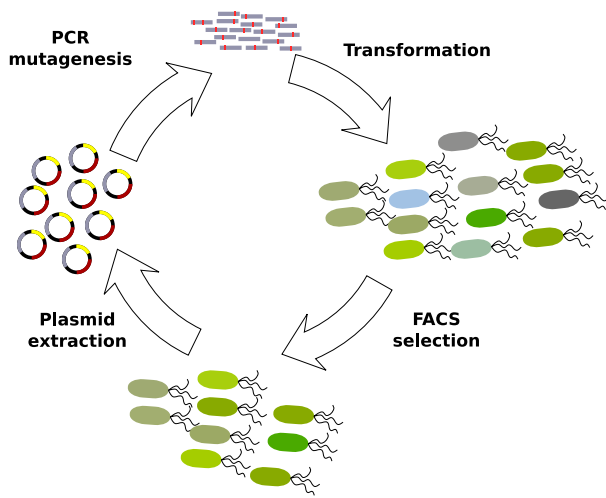 PCR
mutagenesis
Transformation
Plasmid
extraction
FACS
selection